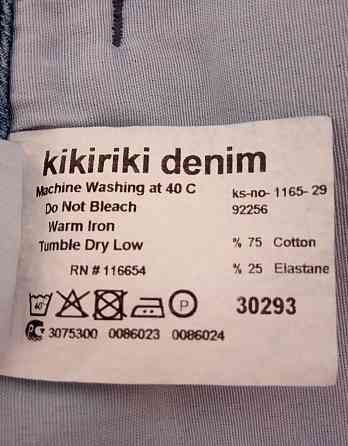 kikiriki denim
Machine Washing at 40 C
Do Not Bleach
Warm Iron
Tumble Dry Low
RN # 116654
ks-no- 1165- 29
92256
% 75 Cotton
% 25 Elastane
40° P 30293
PG 3075300 0086023 0086024